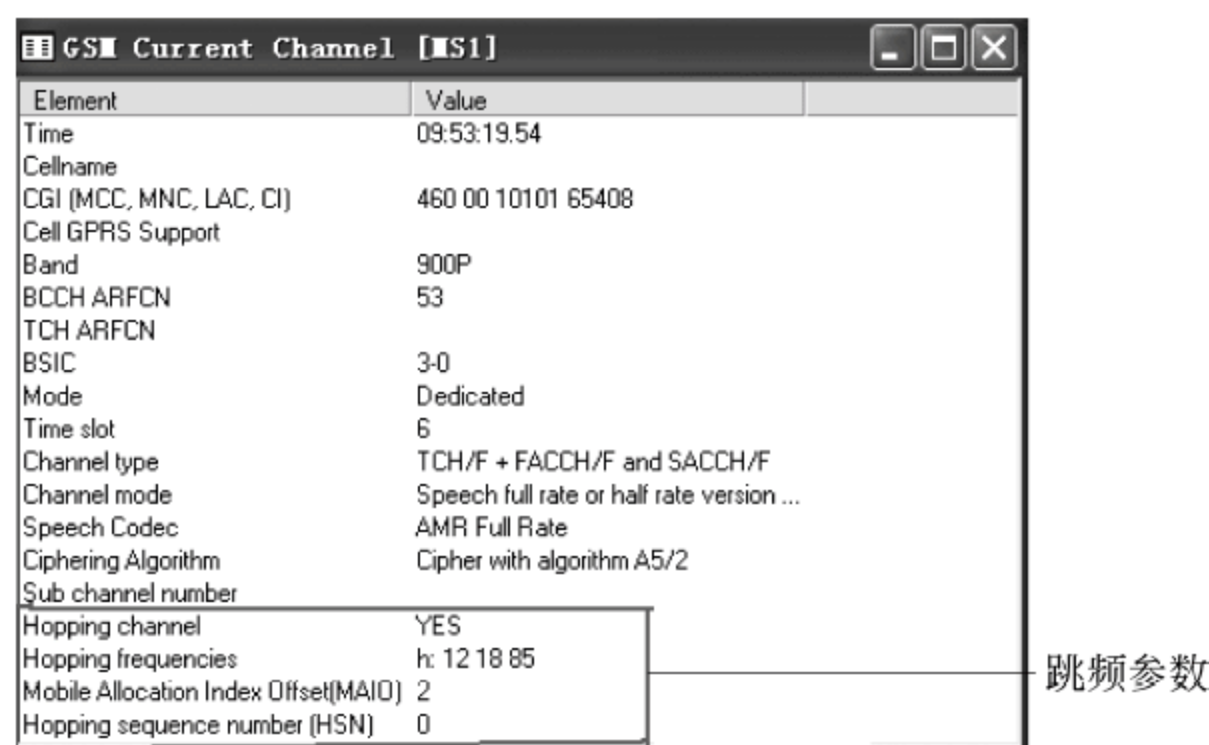 GSM Current Channel [MS1]
Element Value
Time 09:53:19.54
Cellname
CGI (MCC, MNC, LAC, CI) 460 00 10101 65408
Cell GPRS Support
Band 900P
BCCH ARFCN 53
TCH ARFCN
BSIC 3-0
Mode Dedicated
Time slot 6
Channel type TCH/F + FACCH/F and SACCH/F
Channel mode Speech full rate or half rate version ...
Speech Codec AMR Full Rate
Ciphering Algorithm Cipher with algorithm A5/2
Sub channel number
Hopping channel YES
Hopping frequencies h: 12 18 85
跳频参数
Mobile Allocation Index Offset(MAIO) 2
Hopping sequence number (HSN) 0